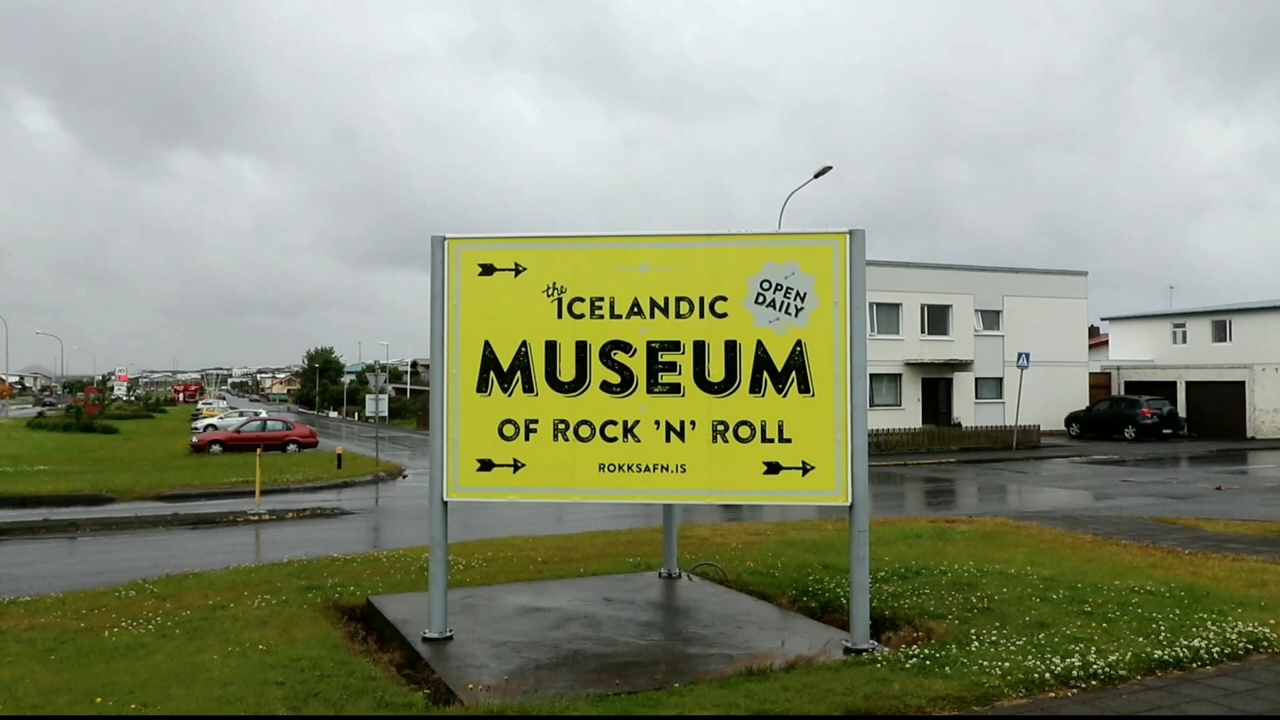 the
ICELANDIC
OPEN
DAILY
MUSEUM
OF ROCK 'N' ROLL
ROKKSAFN.IS